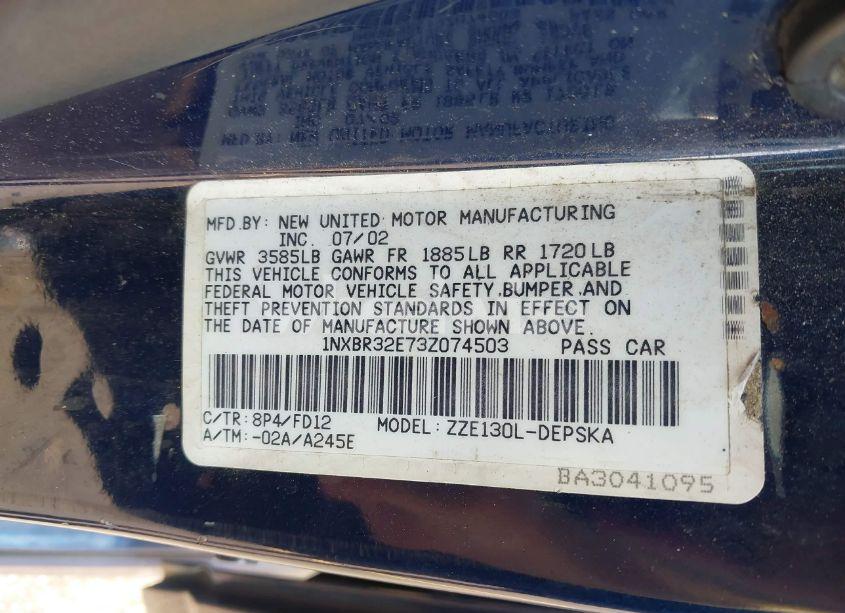 MFD.BY: NEW UNITED MOTOR MANUFACTURING
INC. 07/02
GVWR 3585LB GAWR FR 1885LB RR 1720LB
THIS VEHICLE CONFORMS TO ALL APPLICABLE
FEDERAL MOTOR VEHICLE SAFETY,BUMPER,AND
THEFT PREVENTION STANDARDS IN EFFECT ON
THE DATE OF MANUFACTURE SHOWN ABOVE.
1NXBR32E73Z074503 PASS CAR
C/TR: 8P4/FD12 MODEL: ZZE130L-DEPSKA
A/TM: -02A/A245E
BA3041095